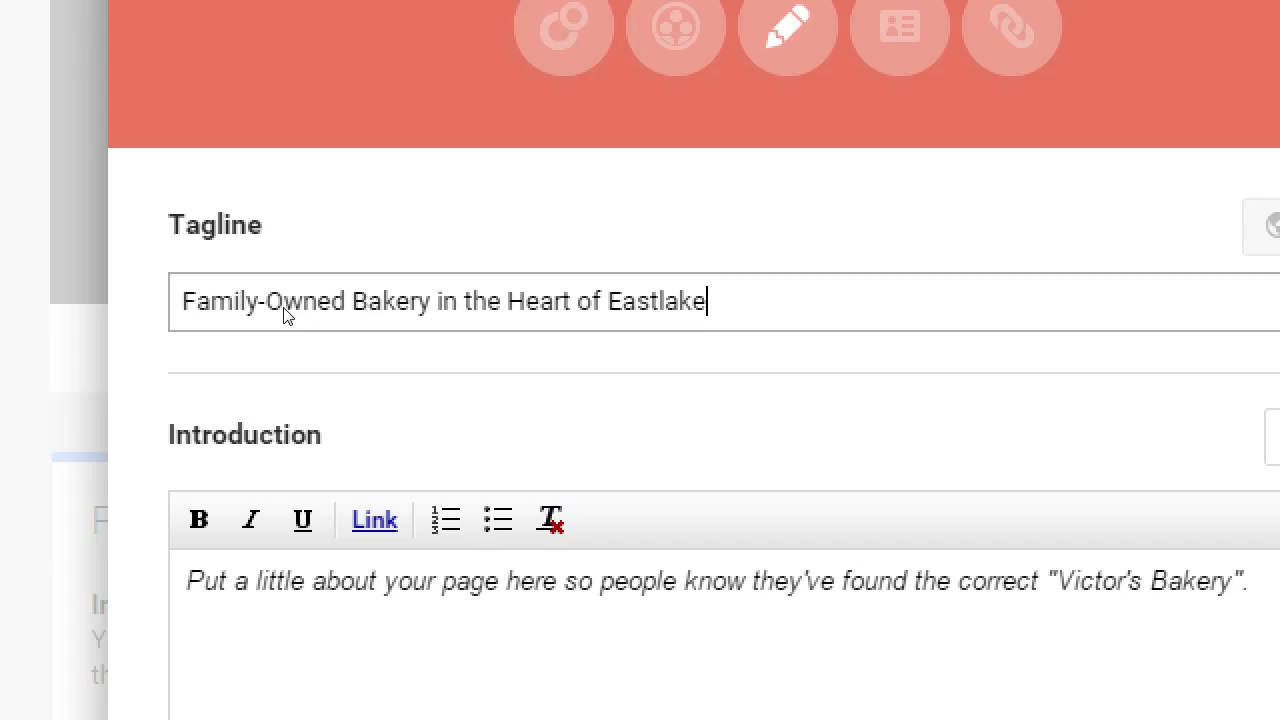 Tagline
Family-Owned Bakery in the Heart of Eastlake
Introduction
B I U Link
Put a little about your page here so people know they've found the correct "Victor's Bakery".